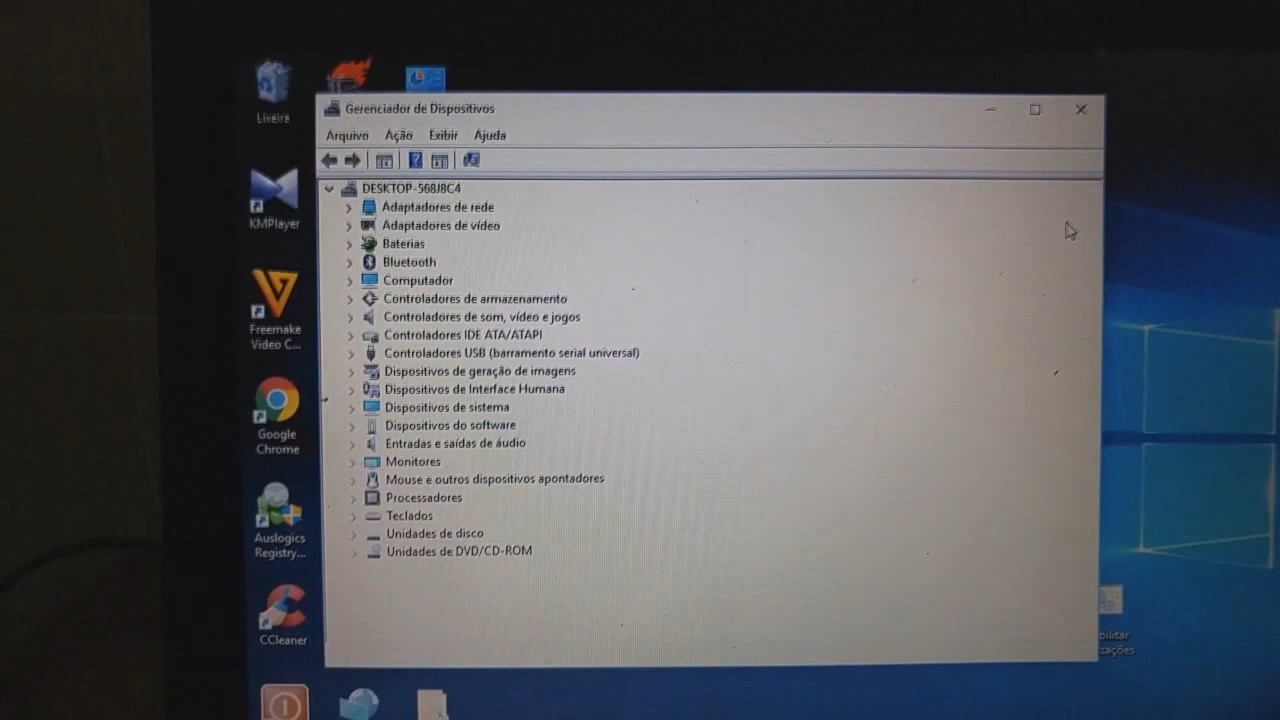 Lixeira
KMPlayer
Freemake
Video C...
Google
Chrome
Auslogics
Registry...
CCleaner
Gerenciador de Dispositivos
Arquivo Ação Exibir Ajuda
DESKTOP-568J8C4
Adaptadores de rede
Adaptadores de vídeo
Baterias
Bluetooth
Computador
Controladores de armazenamento
Controladores de som, vídeo e jogos
Controladores IDE ATA/ATAPI
Controladores USB (barramento serial universal)
Dispositivos de geração de imagens
Dispositivos de Interface Humana
Dispositivos de sistema
Dispositivos do software
Entradas e saídas de áudio
Monitores
Mouse e outros dispositivos apontadores
Processadores
Teclados
Unidades de disco
Unidades de DVD/CD-ROM